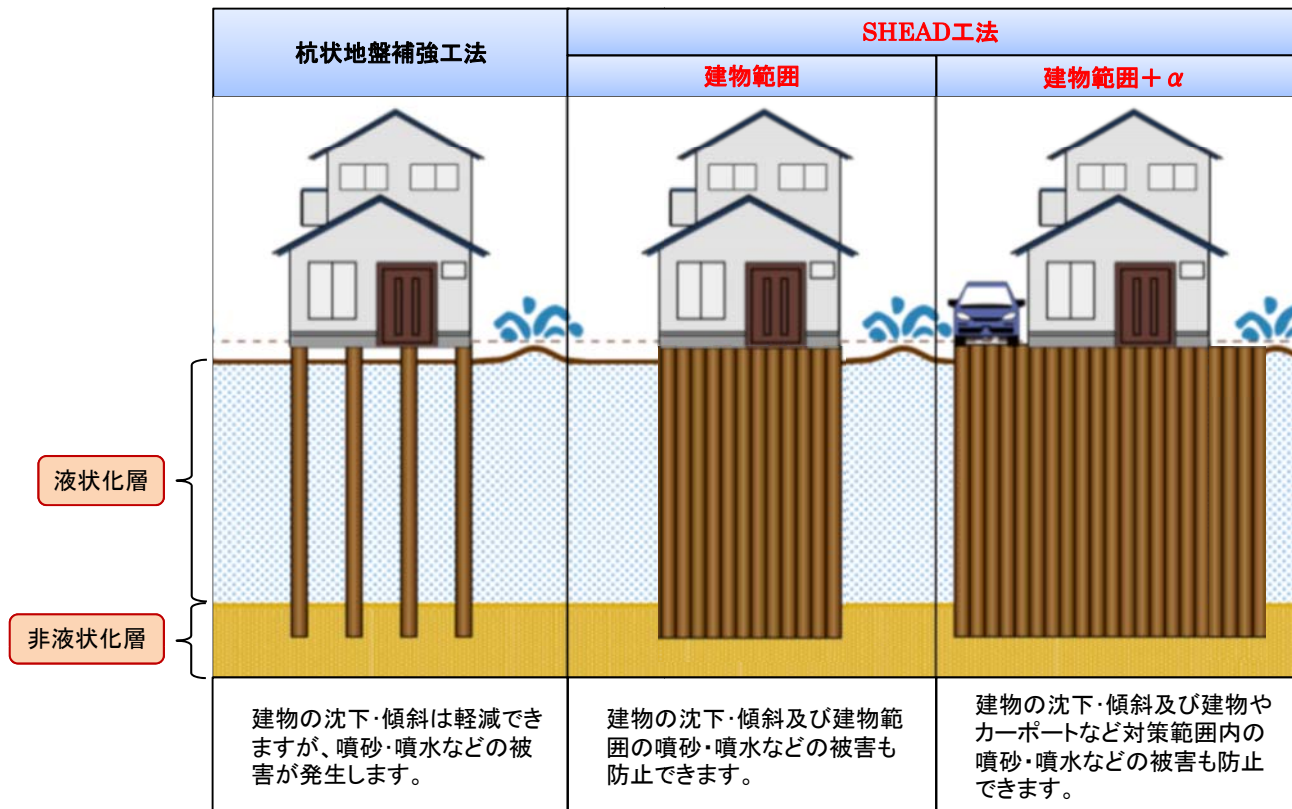 杭状地盤補強工法
SHEAD工法
建物範囲
建物範囲+α
液状化層
非液状化層
建物の沈下・傾斜は軽減でき
ますが、噴砂・噴水などの被
害が発生します。
建物の沈下・傾斜及び建物範
囲の噴砂・噴水などの被害も
防止できます。
建物の沈下・傾斜及び建物や
カーポートなど対策範囲内の
噴砂・噴水などの被害も防止
できます。